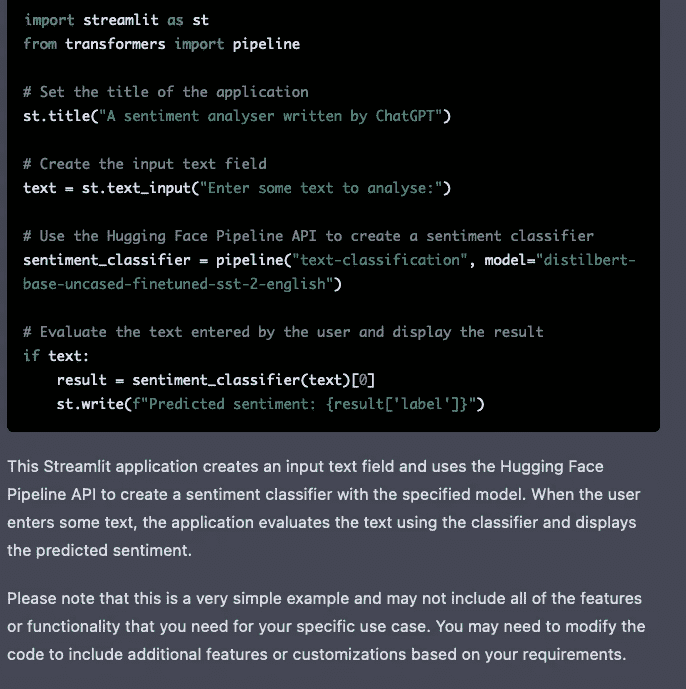 import streamlit as st
from transformers import pipeline
# Set the title of the application
st.title("A sentiment analyser written by ChatGPT")
# Create the input text field
text = st.text_input("Enter some text to analyse:")
# Use the Hugging Face Pipeline API to create a sentiment classifier
sentiment_classifier = pipeline("text-classification", model="distilbert-
base-uncased-finetuned-sst-2-english")
# Evaluate the text entered by the user and display the result
if text:
    result = sentiment_classifier(text)[0]
    st.write(f"Predicted sentiment: {result['label']}")
This Streamlit application creates an input text field and uses the Hugging Face
Pipeline API to create a sentiment classifier with the specified model. When the user
enters some text, the application evaluates the text using the classifier and displays
the predicted sentiment.
Please note that this is a very simple example and may not include all of the features
or functionality that you need for your specific use case. You may need to modify the
code to include additional features or customizations based on your requirements.